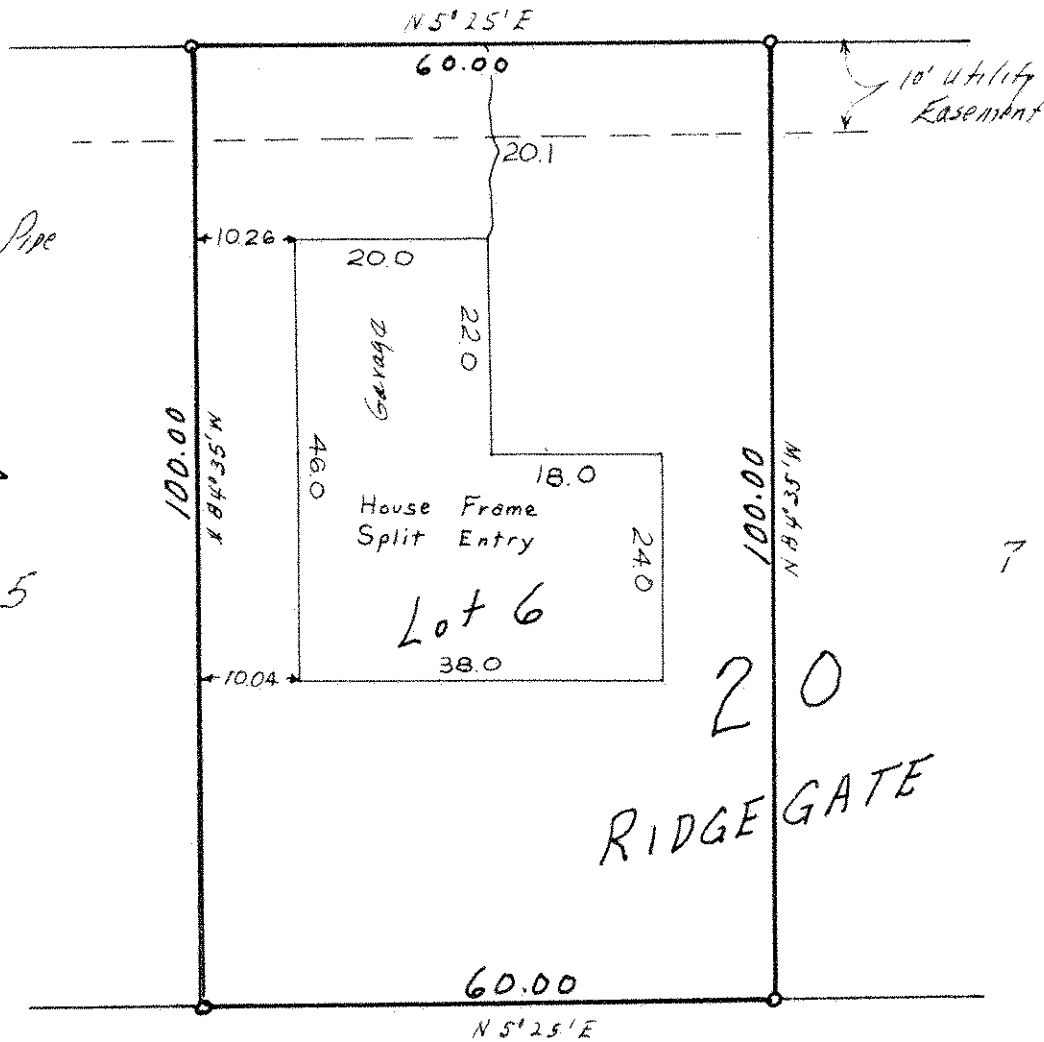 N 5°25'E
60.00
10' Utility
Easement
20.1
Pipe
10.26
20.0
Garage
22.0
100.00
N 84°35'W
46.0
18.0
100.00
N 84°35'W
House Frame
Split Entry
24.0
5
7
Lot 6
38.0
10.04
20
RIDGEGATE
60.00
N 5°25'E